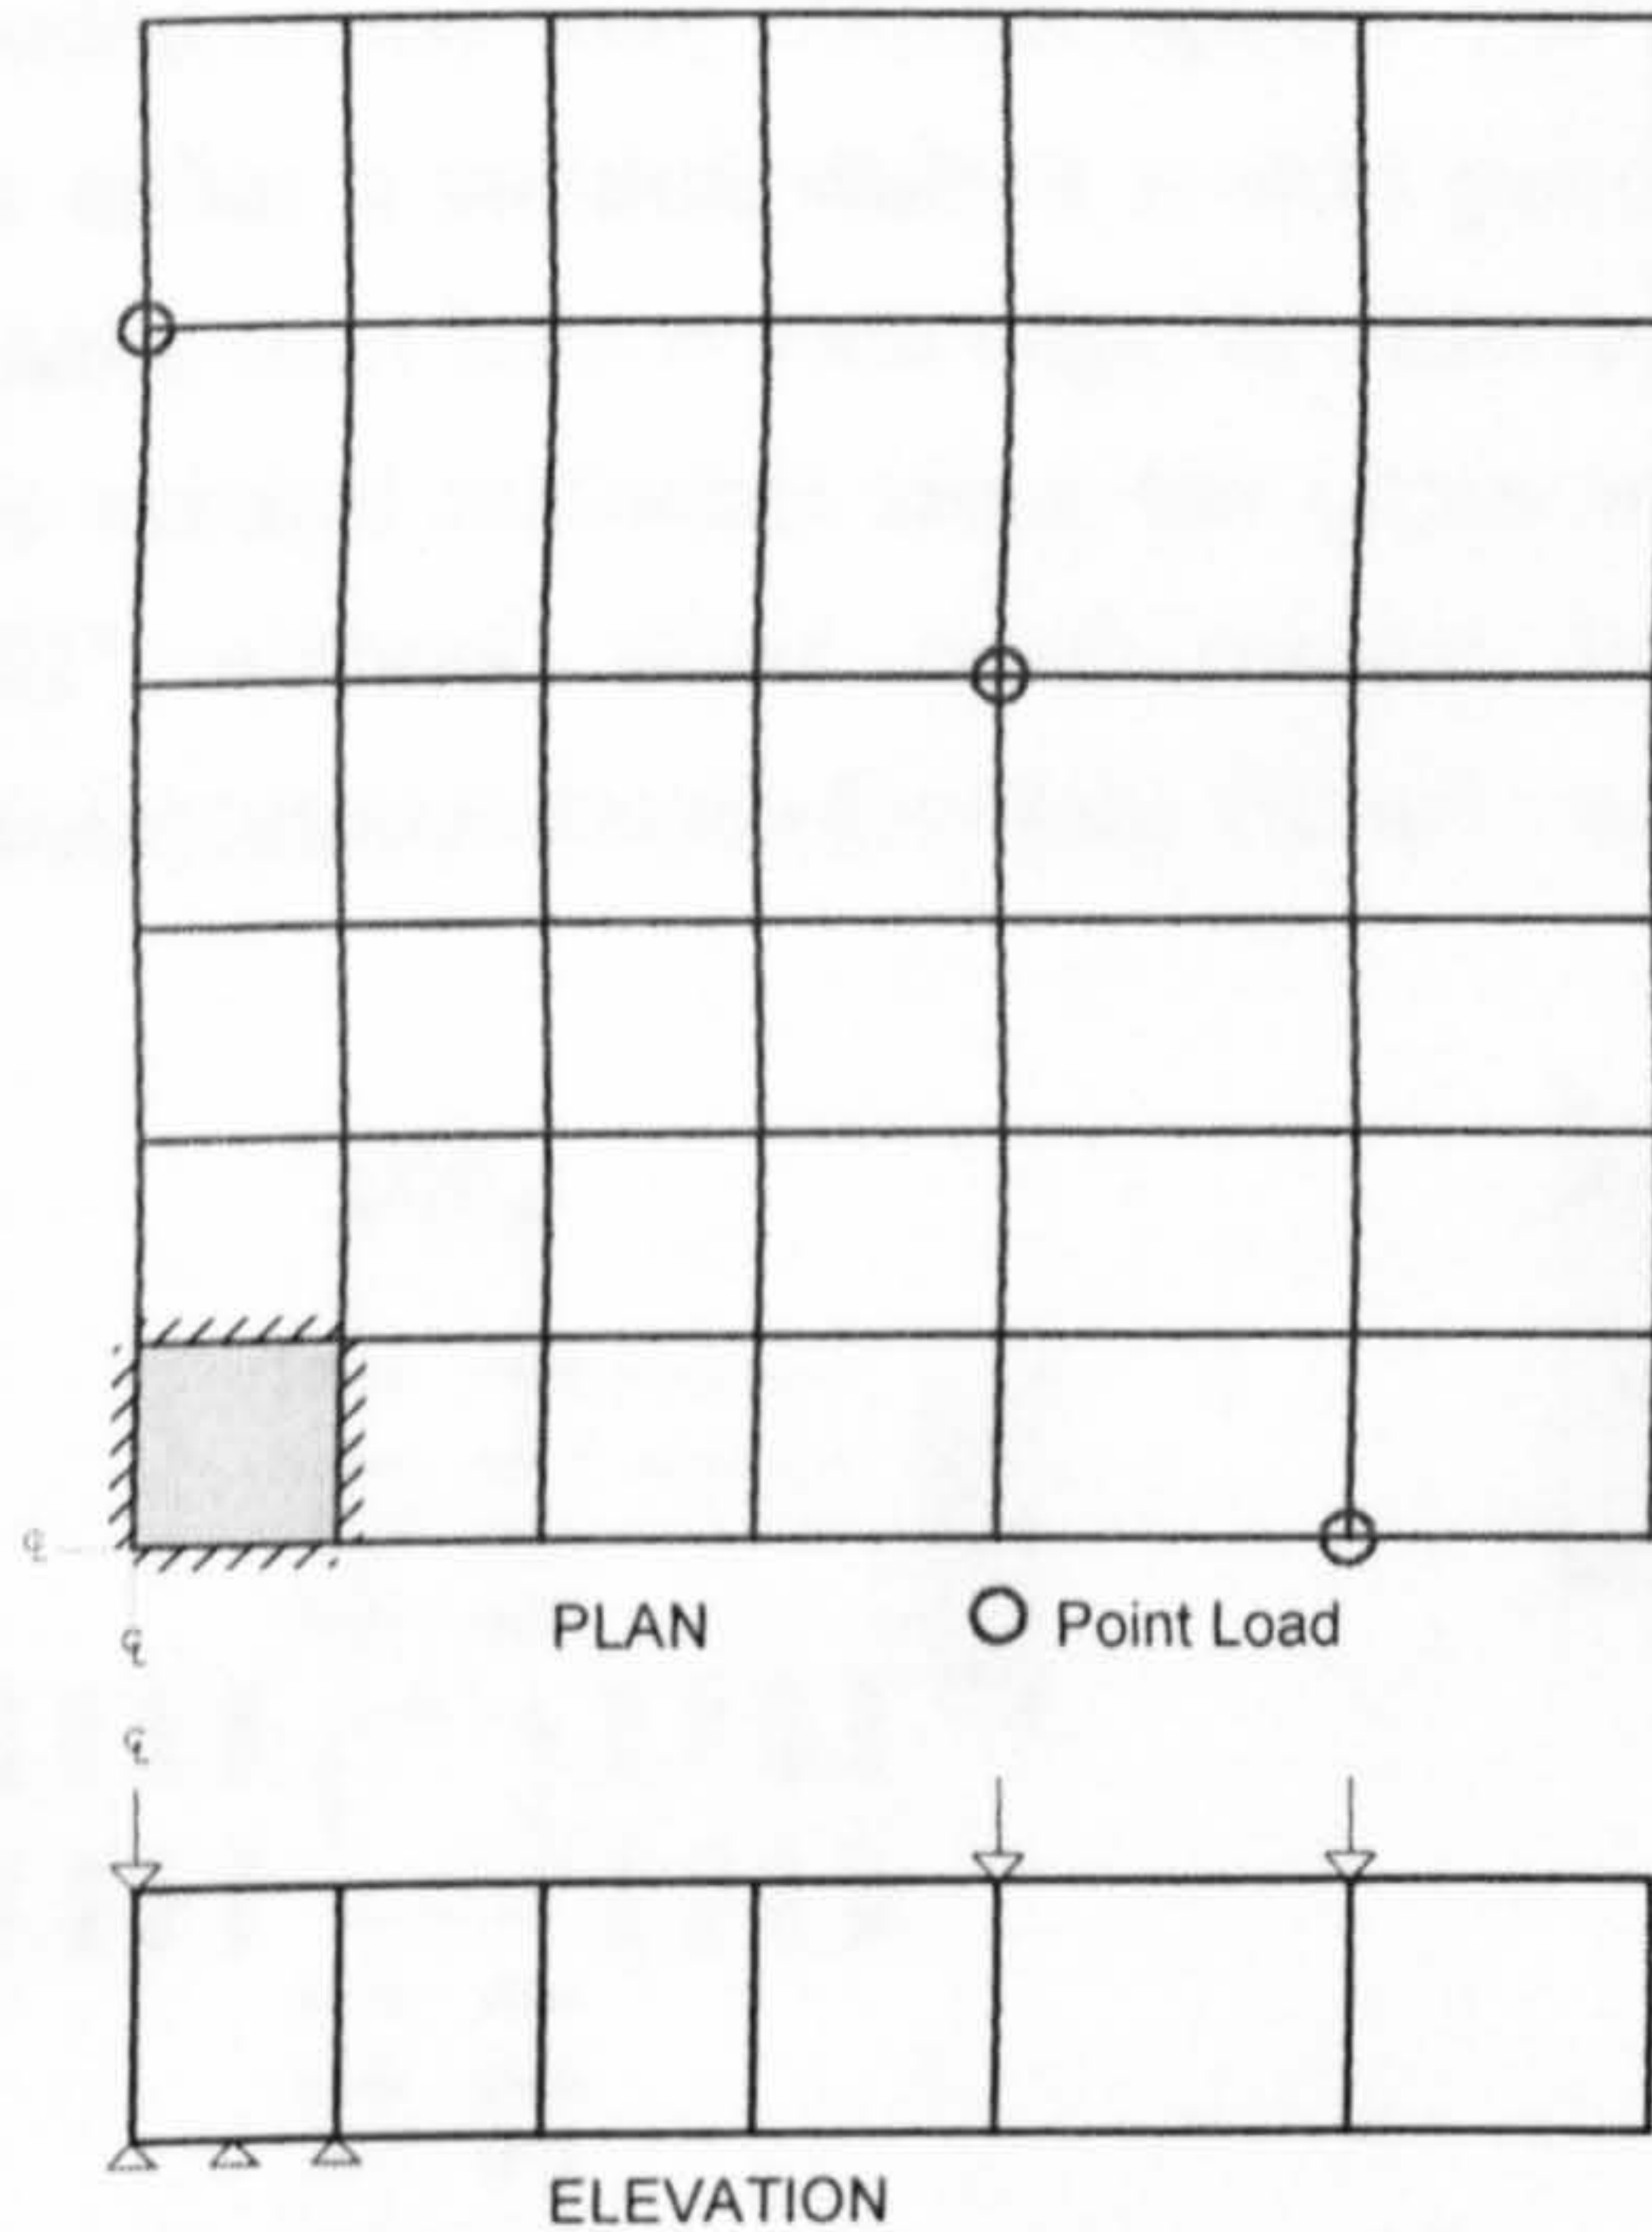 ℄
PLAN
Point Load
℄
℄
ELEVATION